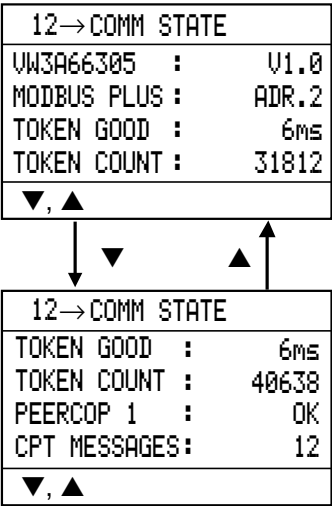 12→COMM STATE
VW3A66305 : V1.0
MODBUS PLUS : ADR.2
TOKEN GOOD : 6ms
TOKEN COUNT : 31812
▼, ▲
▼ ▲
12→COMM STATE
TOKEN GOOD : 6ms
TOKEN COUNT : 40638
PEERCOP 1 : OK
CPT MESSAGES: 12
▼, ▲